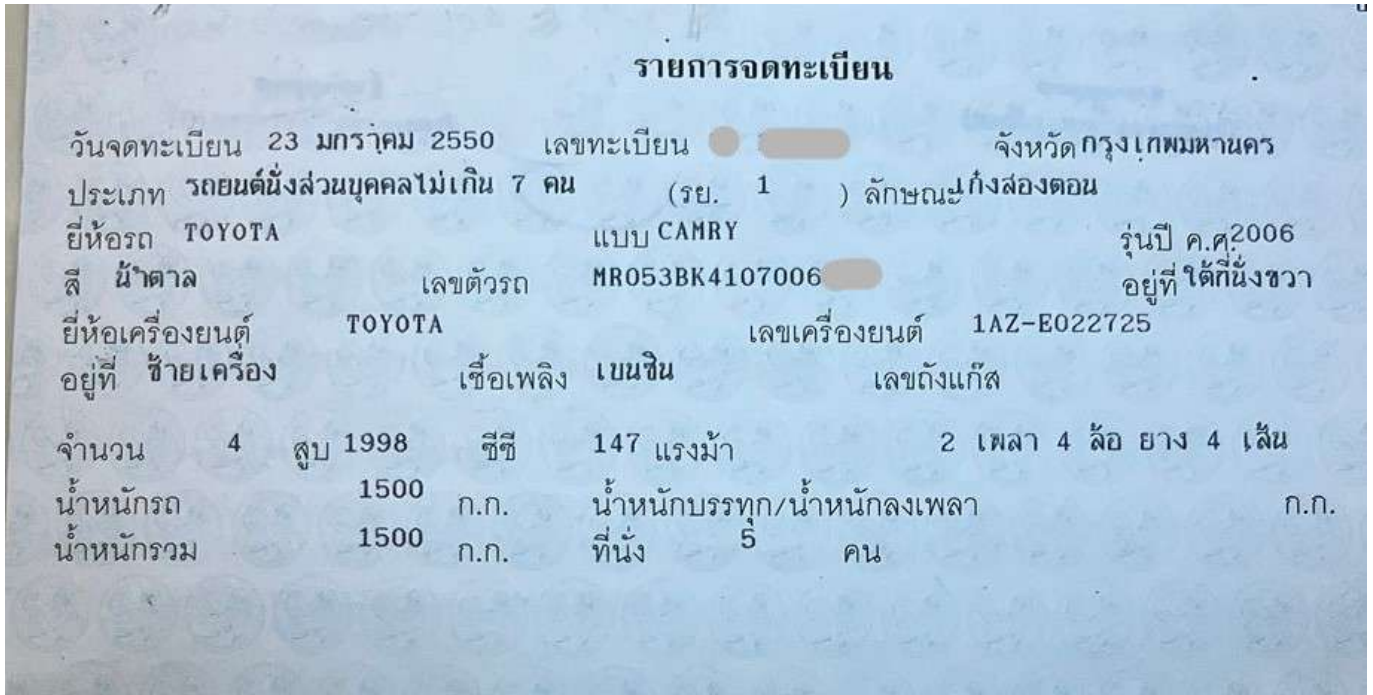 รายการจดทะเบียน
วันจดทะเบียน 23 มกราคม 2550 เลขทะเบียน จังหวัด กรุงเทพมหานคร
ประเภท รถยนต์นั่งส่วนบุคคลไม่เกิน 7 คน (รย. 1 ) ลักษณะ เก๋งสองตอน
ยี่ห้อรถ TOYOTA แบบ CAMRY รุ่นปี ค.ศ. 2006
สี น้ำตาล เลขตัวรถ MR053BK4107006 อยู่ที่ ใต้ที่นั่งขวา
ยี่ห้อเครื่องยนต์ TOYOTA เลขเครื่องยนต์ 1AZ-E022725
อยู่ที่ ซ้ายเครื่อง เชื้อเพลิง เบนซิน เลขถังแก๊ส
จำนวน 4 สูบ 1998 ซีซี 147 แรงม้า 2 เพลา 4 ล้อ ยาง 4 เส้น
น้ำหนักรถ 1500 ก.ก. น้ำหนักบรรทุก/น้ำหนักลงเพลา ก.ก.
น้ำหนักรวม 1500 ก.ก. ที่นั่ง 5 คน